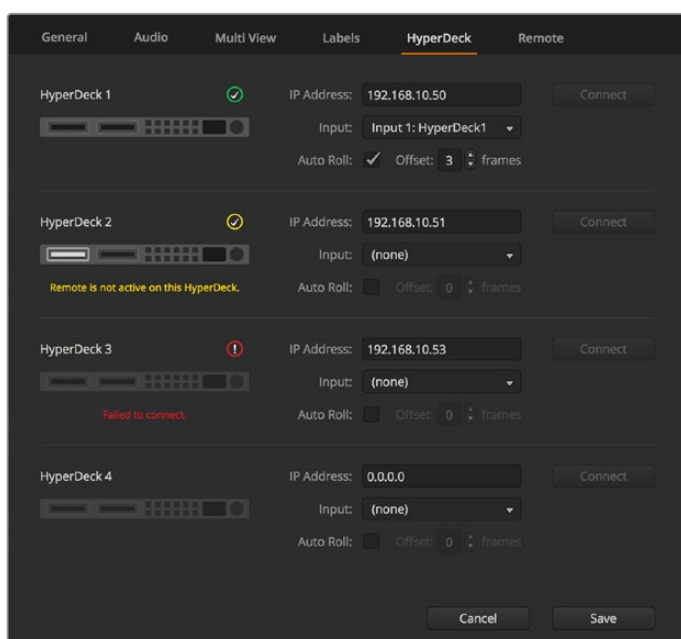 General Audio Multi View Labels HyperDeck Remote
HyperDeck 1 IP Address: 192.168.10.50 Connect
Input: Input 1: HyperDeck1
Auto Roll: Offset: 3 frames
HyperDeck 2 IP Address: 192.168.10.51 Connect
Input: (none)
Remote is not active on this HyperDeck. Auto Roll: Offset: 0 frames
HyperDeck 3 IP Address: 192.168.10.53 Connect
Input: (none)
Failed to connect. Auto Roll: Offset: 0 frames
HyperDeck 4 IP Address: 0.0.0.0 Connect
Input: (none)
Auto Roll: Offset: 0 frames
Cancel Save